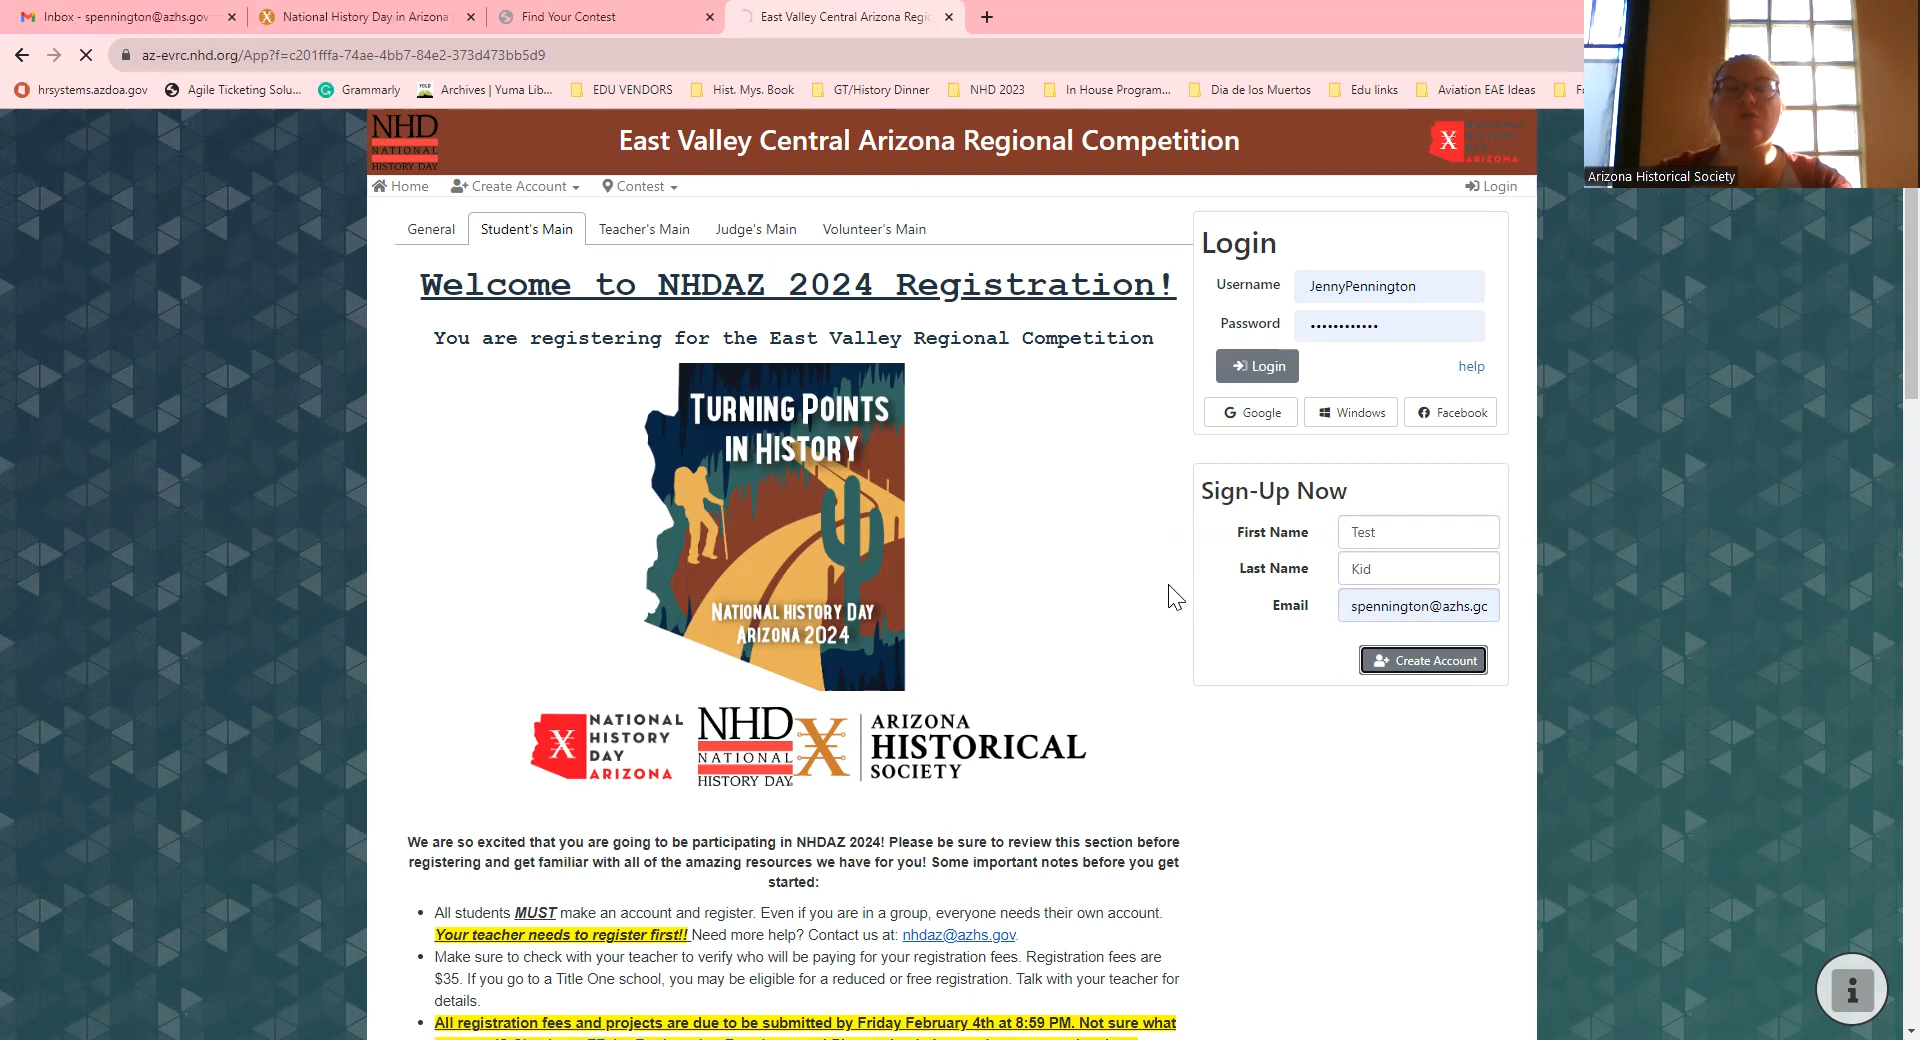 Inbox - spennington@azhs.gov
National History Day in Arizona
Find Your Contest
East Valley Central Arizona Regi
az-evrc.nhd.org/App?f=c201fffa-74ae-4bb7-84e2-373d473bb5d9
hrsystems.azdoa.gov
Agile Ticketing Solu...
Grammarly
Archives | Yuma Lib...
EDU VENDORS
Hist. Mys. Book
GT/History Dinner
NHD 2023
In House Program...
Dia de los Muertos
Edu links
Aviation EAE Ideas
Arizona Historical Society
NHD
NATIONAL
HISTORY DAY
East Valley Central Arizona Regional Competition
Home
Create Account
Contest
Login
General
Student's Main
Teacher's Main
Judge's Main
Volunteer's Main
Welcome to NHDAZ 2024 Registration!
You are registering for the East Valley Regional Competition
TURNING POINTS
IN HISTORY
NATIONAL HISTORY DAY
ARIZONA 2024
NATIONAL
HISTORY
DAY
ARIZONA
NHD
NATIONAL
HISTORY DAY
ARIZONA
HISTORICAL
SOCIETY
We are so excited that you are going to be participating in NHDAZ 2024! Please be sure to review this section before
registering and get familiar with all of the amazing resources we have for you! Some important notes before you get
started:
All students MUST make an account and register. Even if you are in a group, everyone needs their own account.
Your teacher needs to register first!! Need more help? Contact us at: nhdaz@azhs.gov.
Make sure to check with your teacher to verify who will be paying for your registration fees. Registration fees are
$35. If you go to a Title One school, you may be eligible for a reduced or free registration. Talk with your teacher for
details.
All registration fees and projects are due to be submitted by Friday February 4th at 8:59 PM. Not sure what
Login
Username
JennyPennington
Password
Login
help
Google
Windows
Facebook
Sign-Up Now
First Name
Test
Last Name
Kid
Email
spennington@azhs.gc
Create Account